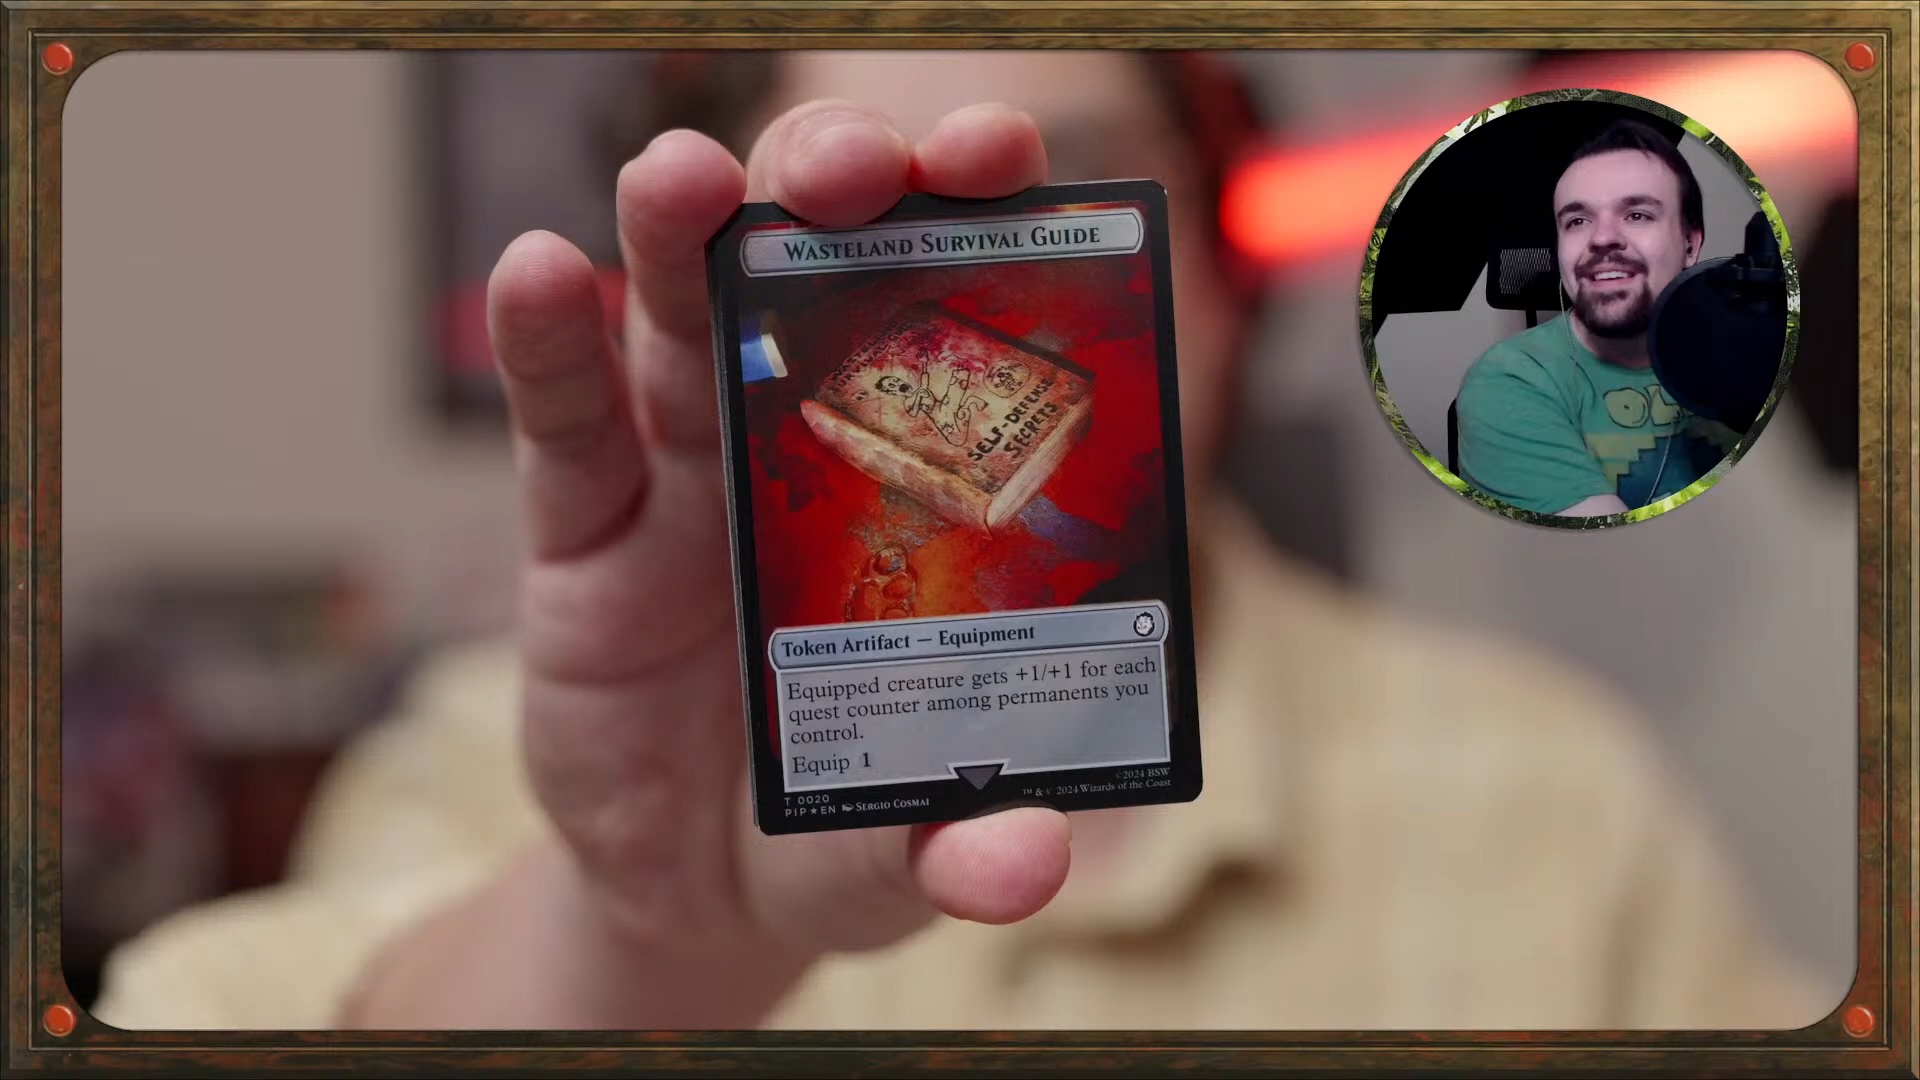 WASTELAND SURVIVAL GUIDE
SELF-DEFENSE
SECRETS
Token Artifact — Equipment
Equipped creature gets +1/+1 for each
quest counter among permanents you
control.
Equip 1
T 0020
PIP★EN SERGIO COSMAI
©2024 BSW
™ & © 2024 Wizards of the Coast